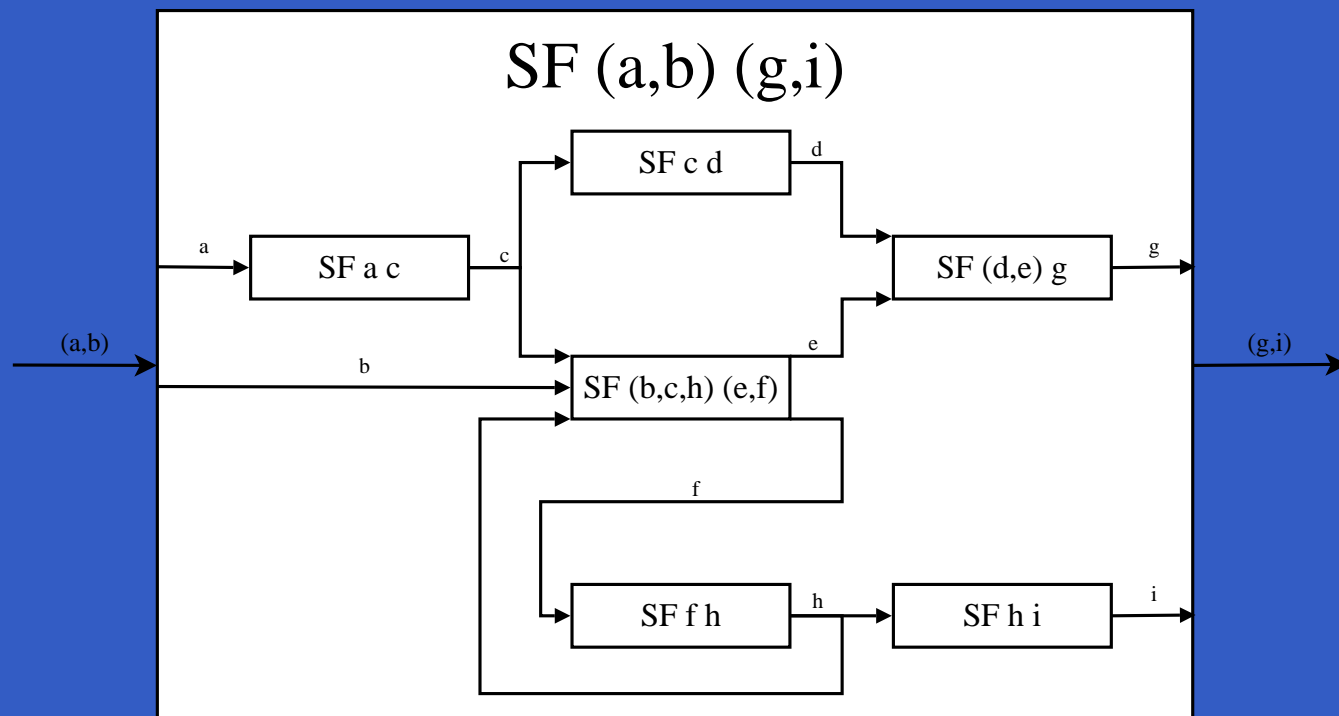 SF (a,b) (g,i)
SF c d
d
a
SF a c
c
SF (d,e) g
g
(a,b)
b
e
SF (b,c,h) (e,f)
(g,i)
f
SF f h
h
SF h i
i